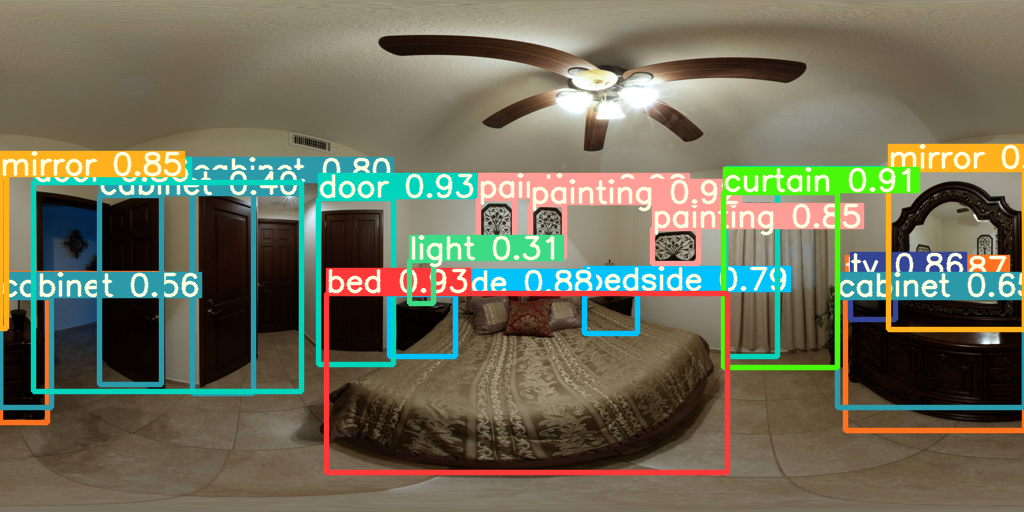 mirror 0.85
cabinet 0.80
cabinet 0.40
door 0.93
painting 0.9
painting 0.85
curtain 0.91
mirror 0.
light 0.31
bed 0.93
de 0.88
bedside 0.79
tv 0.86
87
cabinet 0.65
cabinet 0.56